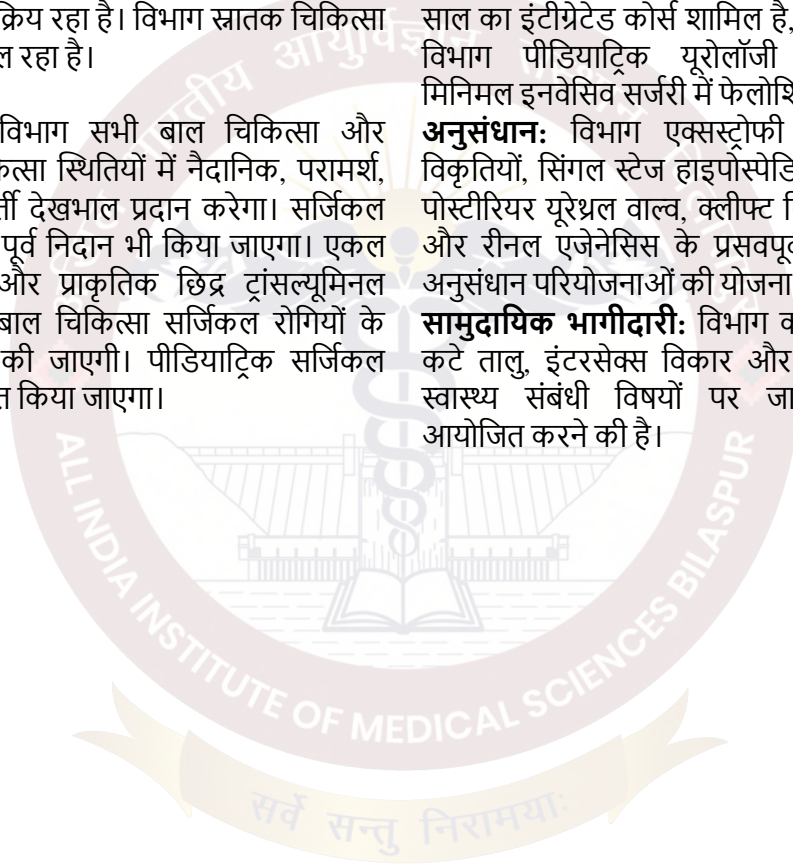 क्रिय रहा है। विभाग स्नातक चिकित्सा
ल रहा है।
विभाग सभी बाल चिकित्सा और
कित्सा स्थितियों में नैदानिक, परामर्श,
र्ती देखभाल प्रदान करेगा। सर्जिकल
पूर्व निदान भी किया जाएगा। एकल
और प्राकृतिक छिद्र ट्रांसल्यूमिनल
बाल चिकित्सा सर्जिकल रोगियों के
की जाएगी। पीडियाट्रिक सर्जिकल
त किया जाएगा।
साल का इंटीग्रेटेड कोर्स शामिल है,
विभाग पीडियाट्रिक यूरोलॉजी
मिनिमल इनवेसिव सर्जरी में फेलोशि
अनुसंधान: विभाग एक्सस्ट्रोफी
विकृतियों, सिंगल स्टेज हाइपोस्पेडि
पोस्टीरियर यूरेथ्रल वाल्व, क्लीफ्ट
और रीनल एजेनेसिस के प्रसवपूर्व
अनुसंधान परियोजनाओं की योजना
सामुदायिक भागीदारी: विभाग
कटे तालु, इंटरसेक्स विकार और
स्वास्थ्य संबंधी विषयों पर जा
आयोजित करने की है।
ALL INDIA INSTITUTE OF MEDICAL SCIENCES BILASPUR
सर्वे सन्तु निरामयाः